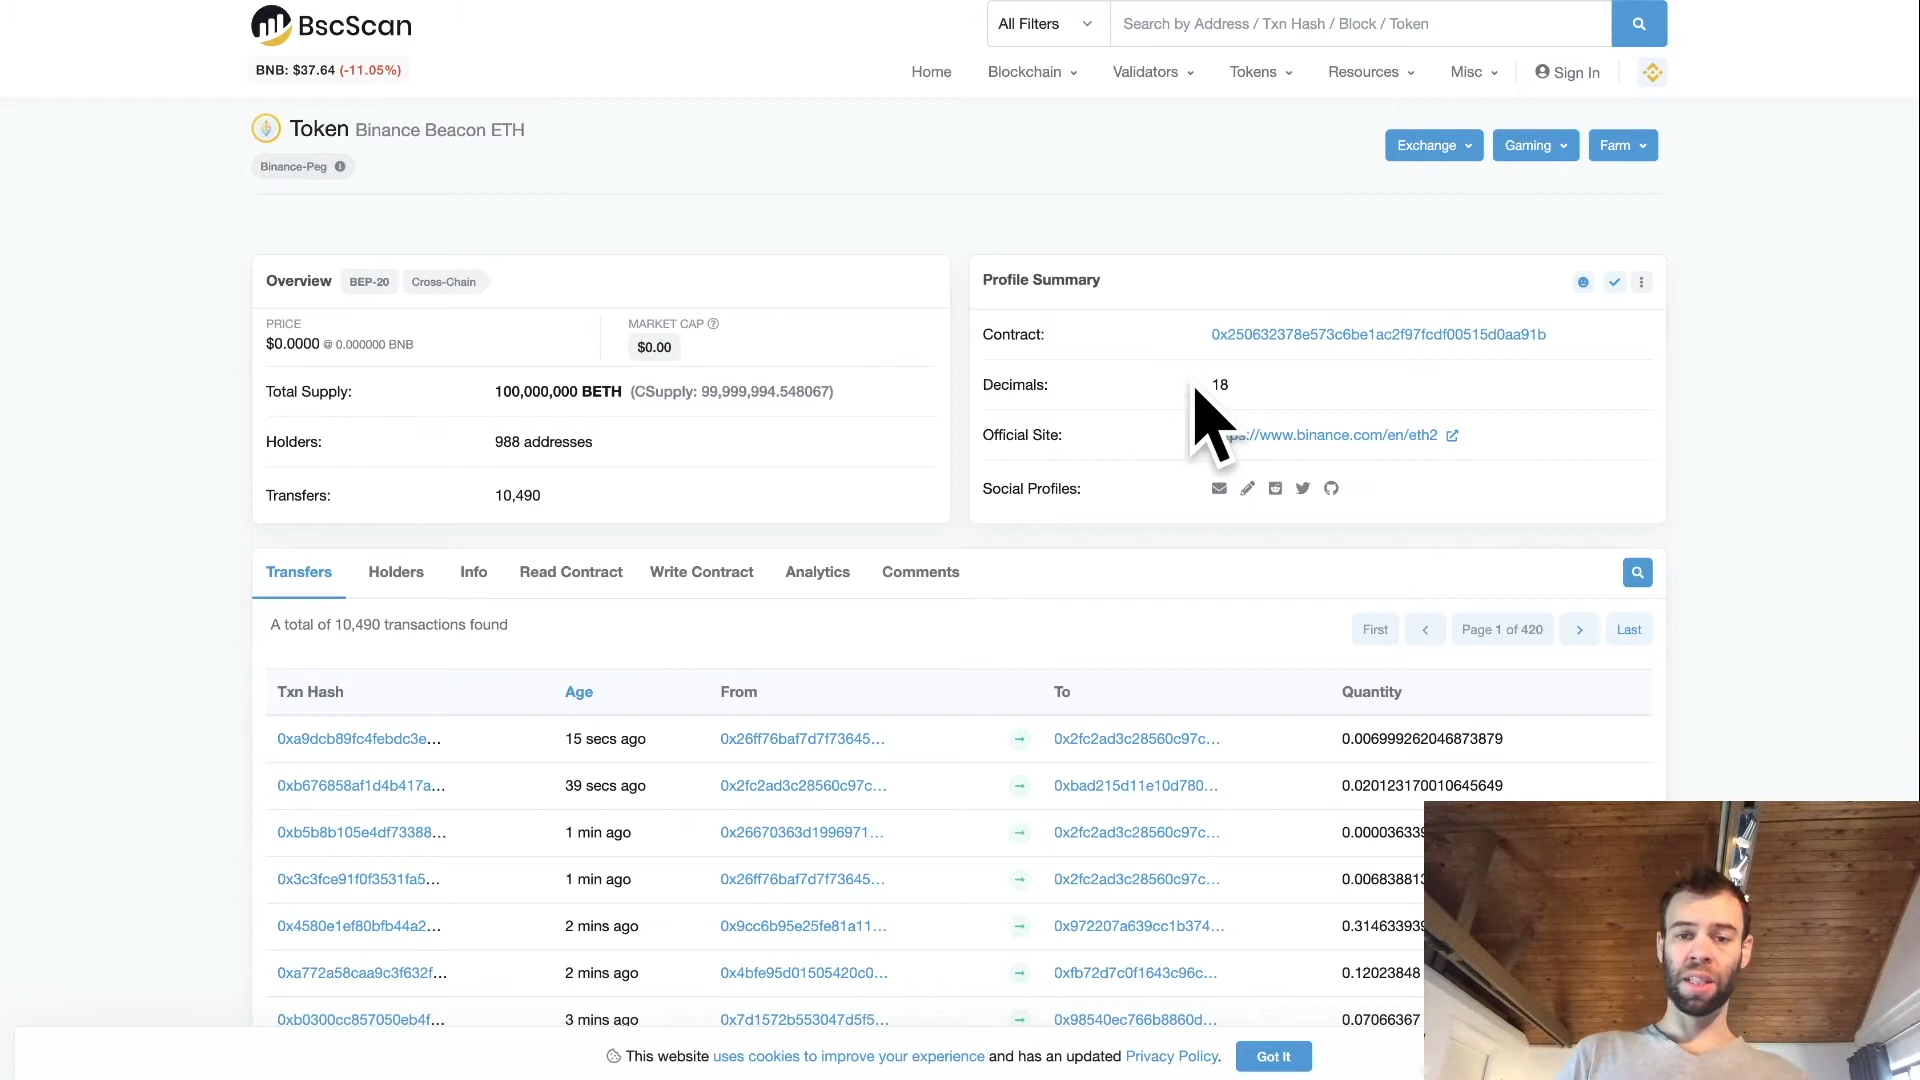 BscScan
All Filters
Search by Address / Txn Hash / Block / Token
BNB: $37.64 (-11.05%)
Home
Blockchain
Validators
Tokens
Resources
Misc
Sign In
Token Binance Beacon ETH
Binance-Peg
Exchange
Gaming
Farm
Overview BEP-20 Cross-Chain
PRICE
$0.0000 @ 0.000000 BNB
MARKET CAP
$0.00
Total Supply: 100,000,000 BETH (CSupply: 99,999,994.548067)
Holders: 988 addresses
Transfers: 10,490
Profile Summary
Contract: 0x250632378e573c6be1ac2f97fcdf00515d0aa91b
Decimals: 18
Official Site: ps://www.binance.com/en/eth2
Social Profiles:
Transfers Holders Info Read Contract Write Contract Analytics Comments
A total of 10,490 transactions found
First Page 1 of 420 Last
Txn Hash Age From To Quantity
0xa9dcb89fc4febdc3e... 15 secs ago 0x26ff76baf7d7f73645... 0x2fc2ad3c28560c97c... 0.006999262046873879
0xb676858af1d4b417a... 39 secs ago 0x2fc2ad3c28560c97c... 0xbad215d11e10d780... 0.020123170010645649
0xb5b8b105e4df73388... 1 min ago 0x26670363d1996971... 0x2fc2ad3c28560c97c... 0.000036339
0x3c3fce91f0f3531fa5... 1 min ago 0x26ff76baf7d7f73645... 0x2fc2ad3c28560c97c... 0.006838813
0x4580e1ef80bfb44a2... 2 mins ago 0x9cc6b95e25fe81a11... 0x972207a639cc1b374... 0.314633939
0xa772a58caa9c3f632f... 2 mins ago 0x4bfe95d01505420c0... 0xfb72d7c0f1643c96c... 0.12023848
0xb0300cc857050eb4f... 3 mins ago 0x7d1572b553047d5f5... 0x98540ec766b8860d... 0.07066367
This website uses cookies to improve your experience and has an updated Privacy Policy.
Got It